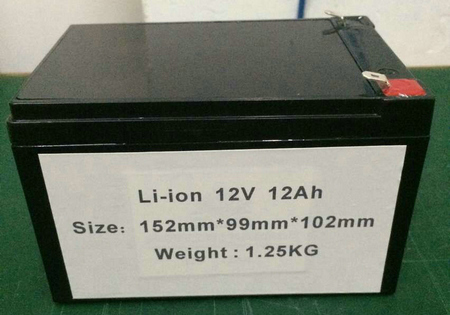 Li-ion 12V 12Ah
Size: 152mm*99mm*102mm
Weight : 1.25KG